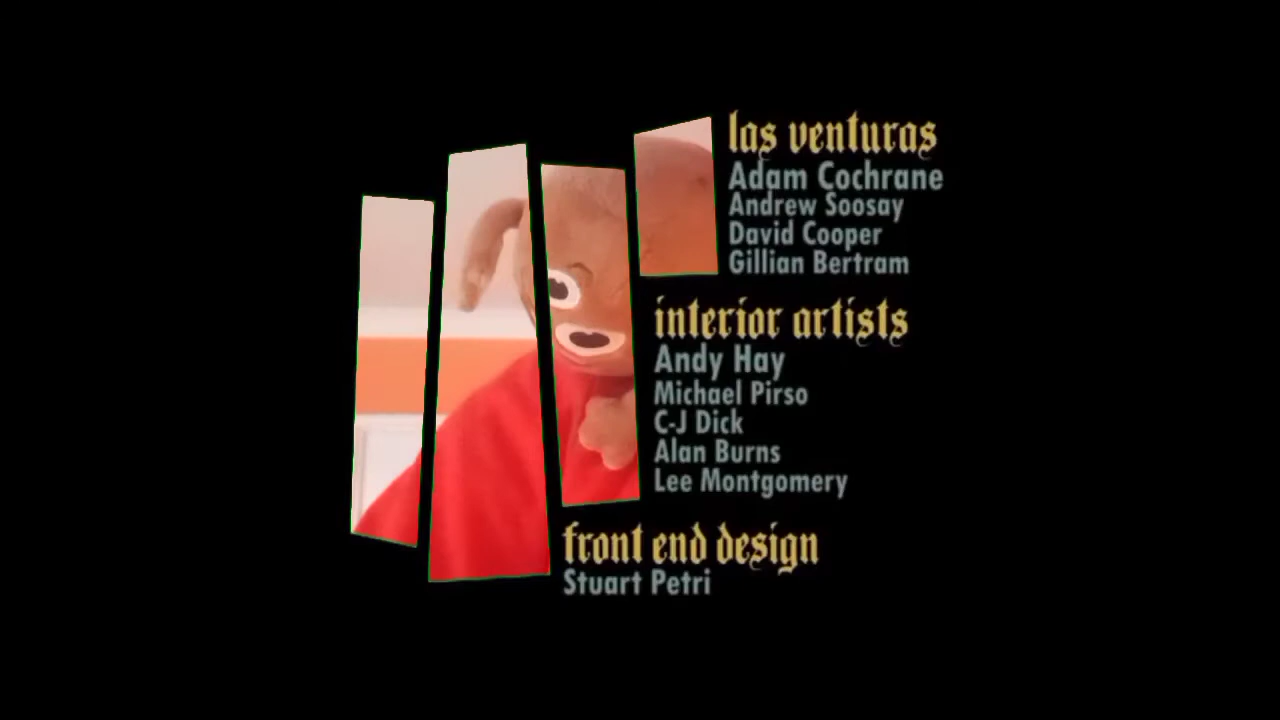 las venturas
Adam Cochrane
Andrew Soosay
David Cooper
Gillian Bertram
interior artists
Andy Hay
Michael Pirso
C-J Dick
Alan Burns
Lee Montgomery
front end design
Stuart Petri